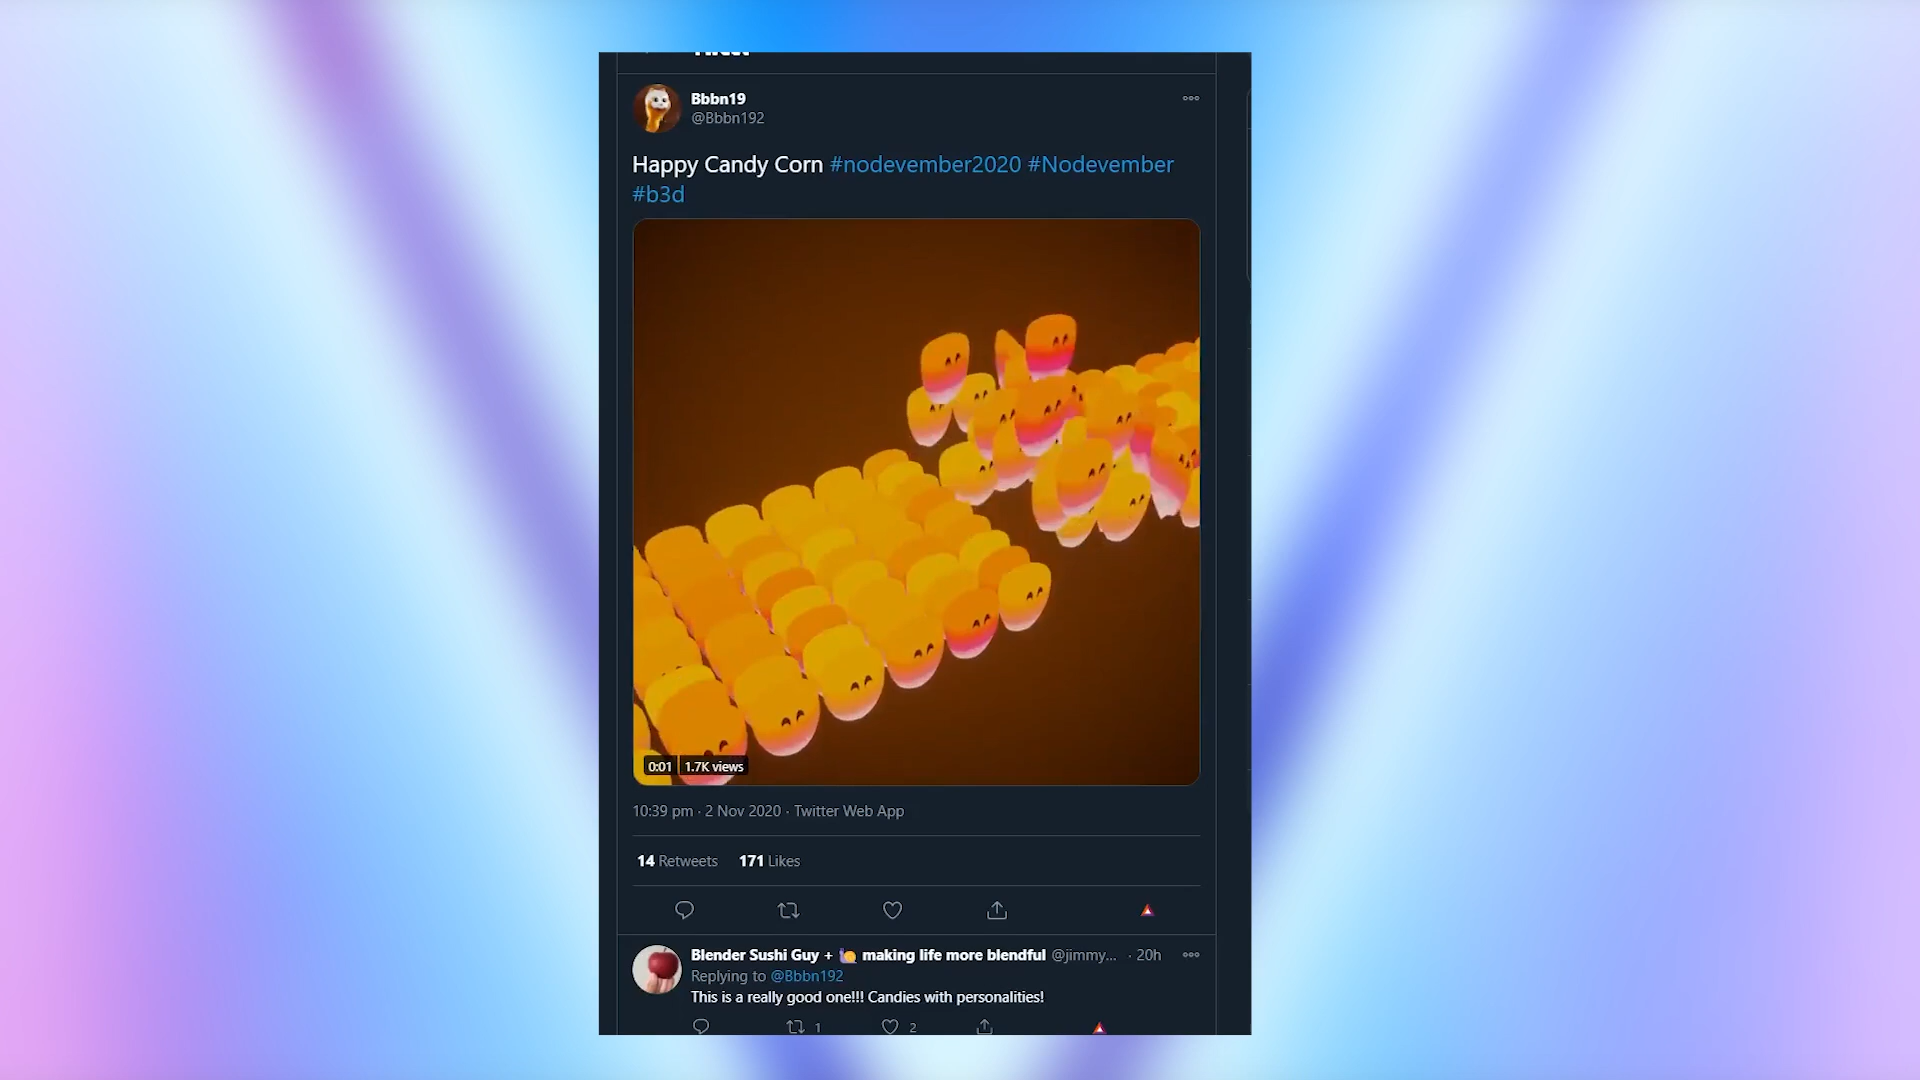 Bbbn19
@Bbbn192
Happy Candy Corn #nodevember2020 #Nodevember
#b3d
0:01 1.7K views
10:39 pm · 2 Nov 2020 · Twitter Web App
14 Retweets 171 Likes
Blender Sushi Guy + 🐌 making life more blendful @jimmy... · 20h
Replying to @Bbbn192
This is a really good one!!! Candies with personalities!
1 2